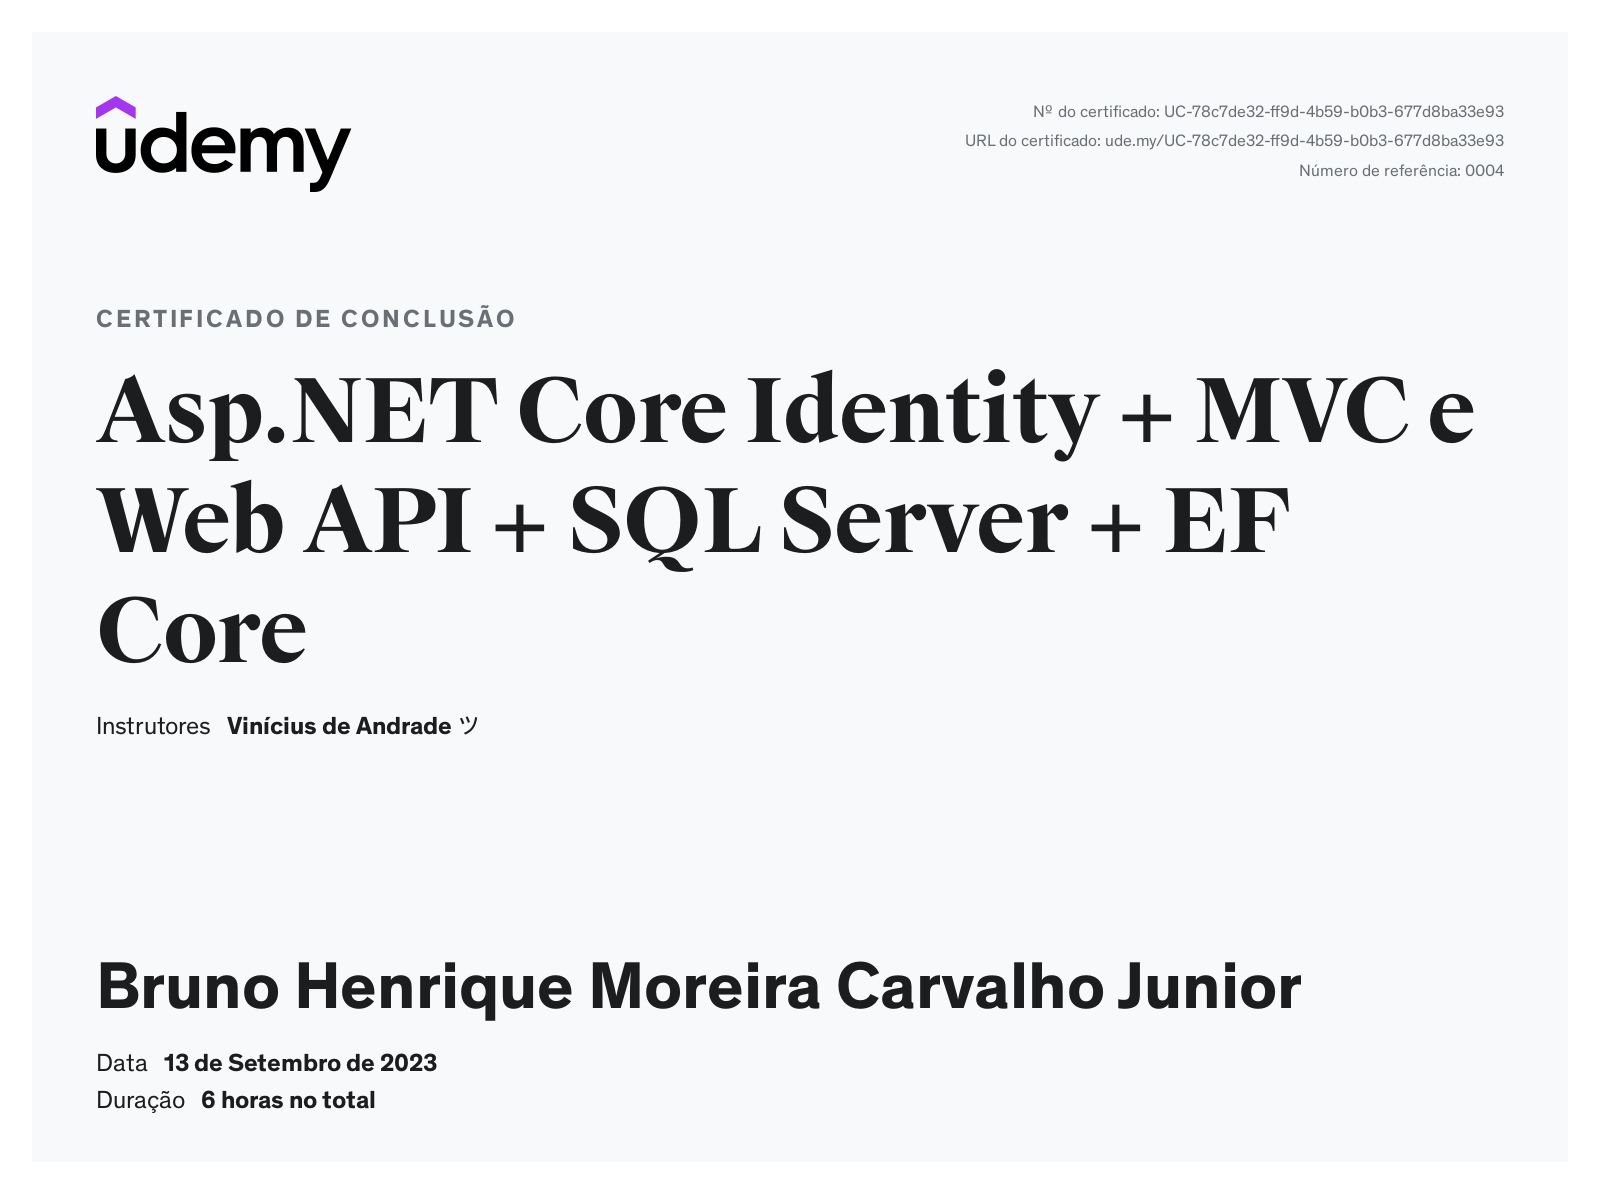 udemy
Nº do certificado: UC-78c7de32-ff9d-4b59-b0b3-677d8ba33e93
URL do certificado: ude.my/UC-78c7de32-ff9d-4b59-b0b3-677d8ba33e93
Número de referência: 0004
CERTIFICADO DE CONCLUSÃO
Asp.NET Core Identity + MVC e
Web API + SQL Server + EF
Core
Instrutores Vinícius de Andrade ツ
Bruno Henrique Moreira Carvalho Junior
Data 13 de Setembro de 2023
Duração 6 horas no total